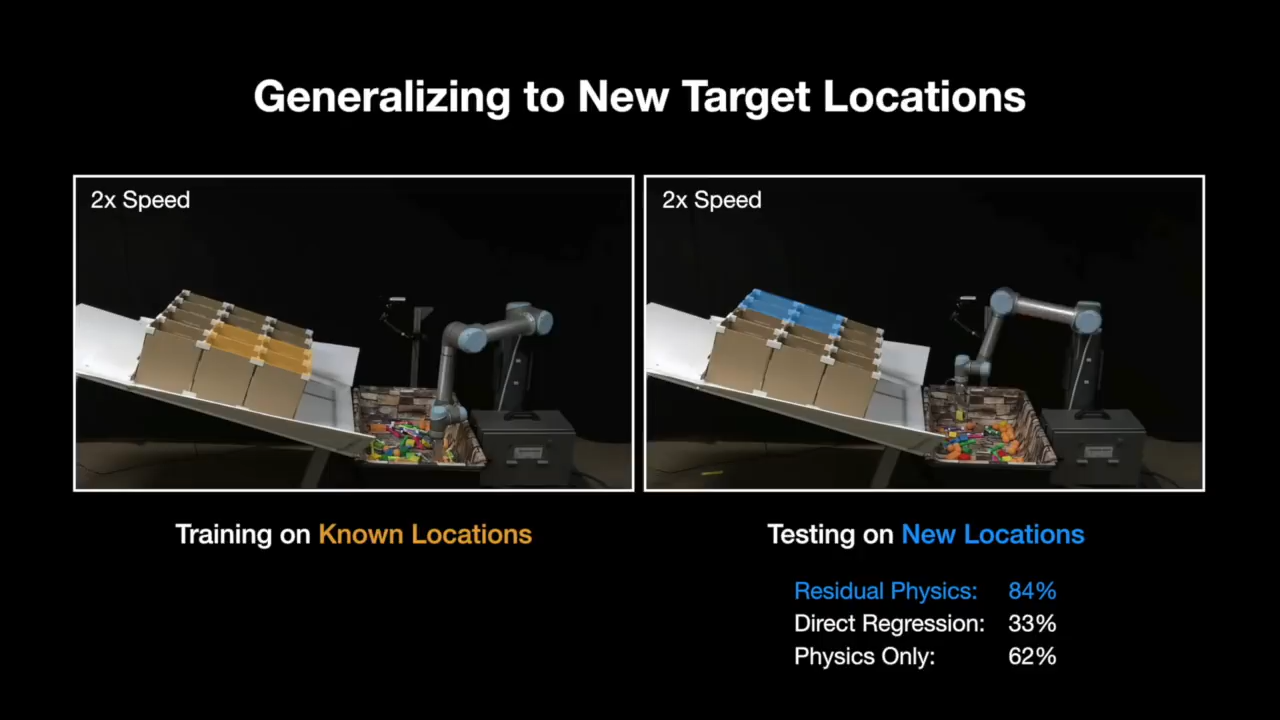 Generalizing to New Target Locations
2x Speed
2x Speed
Training on Known Locations
Testing on New Locations
Residual Physics: 84%
Direct Regression: 33%
Physics Only: 62%